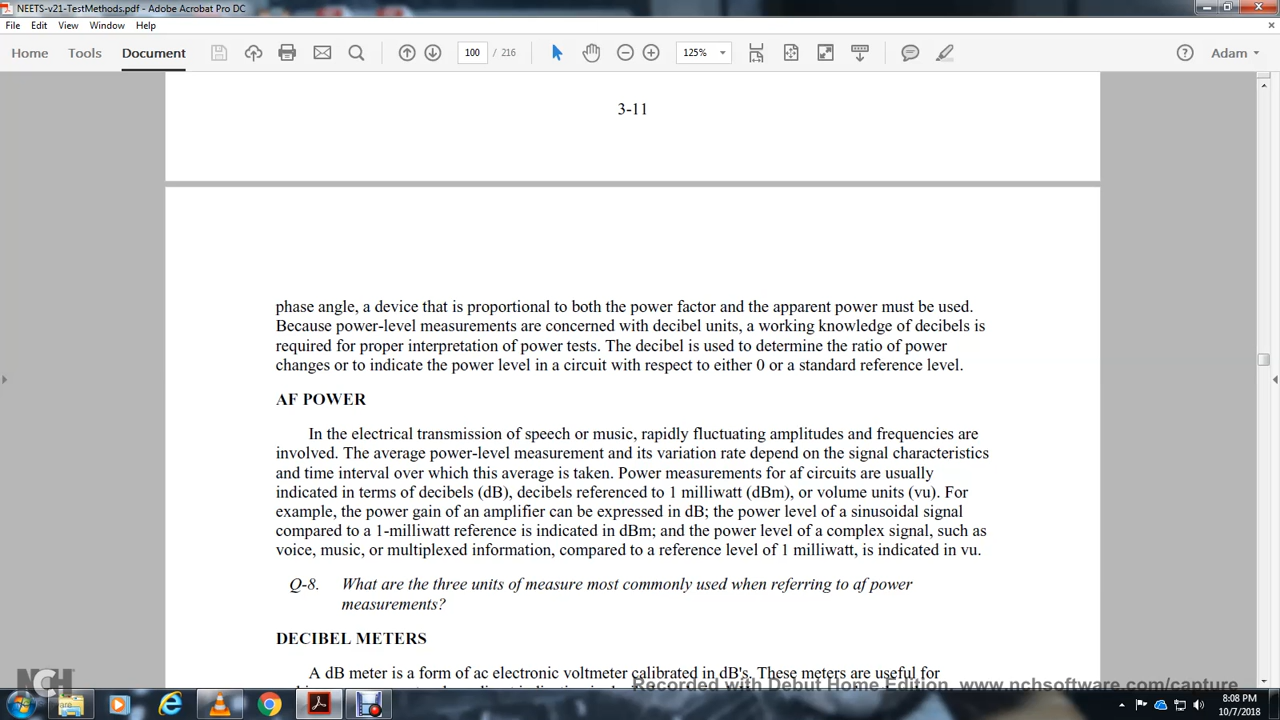 NEETS-v21-TestMethods.pdf - Adobe Acrobat Pro DC
File Edit View Window Help
Home Tools Document 100 / 216 125% Adam
3-11
phase angle, a device that is proportional to both the power factor and the apparent power must be used.
Because power-level measurements are concerned with decibel units, a working knowledge of decibels is
required for proper interpretation of power tests. The decibel is used to determine the ratio of power
changes or to indicate the power level in a circuit with respect to either 0 or a standard reference level.
AF POWER
In the electrical transmission of speech or music, rapidly fluctuating amplitudes and frequencies are
involved. The average power-level measurement and its variation rate depend on the signal characteristics
and time interval over which this average is taken. Power measurements for af circuits are usually
indicated in terms of decibels (dB), decibels referenced to 1 milliwatt (dBm), or volume units (vu). For
example, the power gain of an amplifier can be expressed in dB; the power level of a sinusoidal signal
compared to a 1-milliwatt reference is indicated in dBm; and the power level of a complex signal, such as
voice, music, or multiplexed information, compared to a reference level of 1 milliwatt, is indicated in vu.
Q-8. What are the three units of measure most commonly used when referring to af power
measurements?
DECIBEL METERS
A dB meter is a form of ac electronic voltmeter calibrated in dB's. These meters are useful for
Recorded with Debut Home Edition www.nchsoftware.com/capture
NCH
8:08 PM
10/7/2018